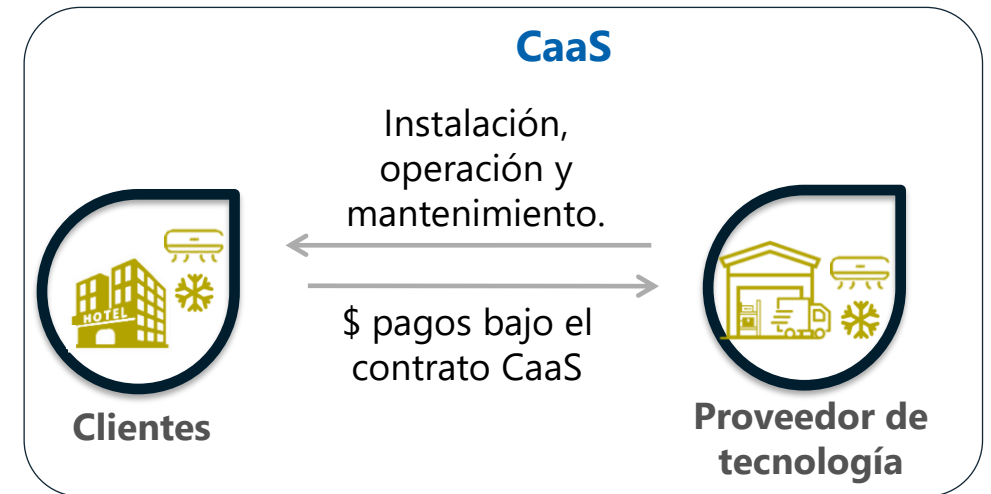 CaaS
Instalación,
operación y
mantenimiento.
HOTEL
$ pagos bajo el
contrato CaaS
Clientes
Proveedor de
tecnología